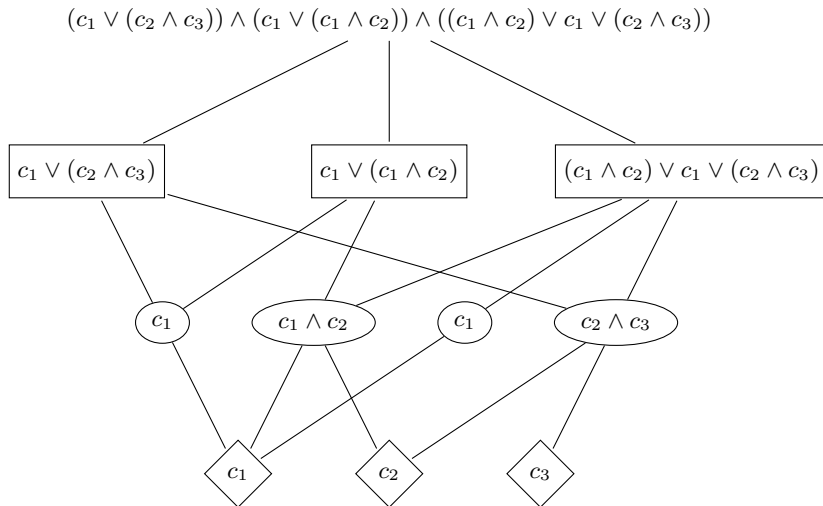 (c₁ ∨ (c₂ ∧ c₃)) ∧ (c₁ ∨ (c₁ ∧ c₂)) ∧ ((c₁ ∧ c₂) ∨ c₁ ∨ (c₂ ∧ c₃))
c₁ ∨ (c₂ ∧ c₃)
c₁ ∨ (c₁ ∧ c₂)
(c₁ ∧ c₂) ∨ c₁ ∨ (c₂ ∧ c₃)
c₁
c₁ ∧ c₂
c₁
c₂ ∧ c₃
c₁
c₂
c₃